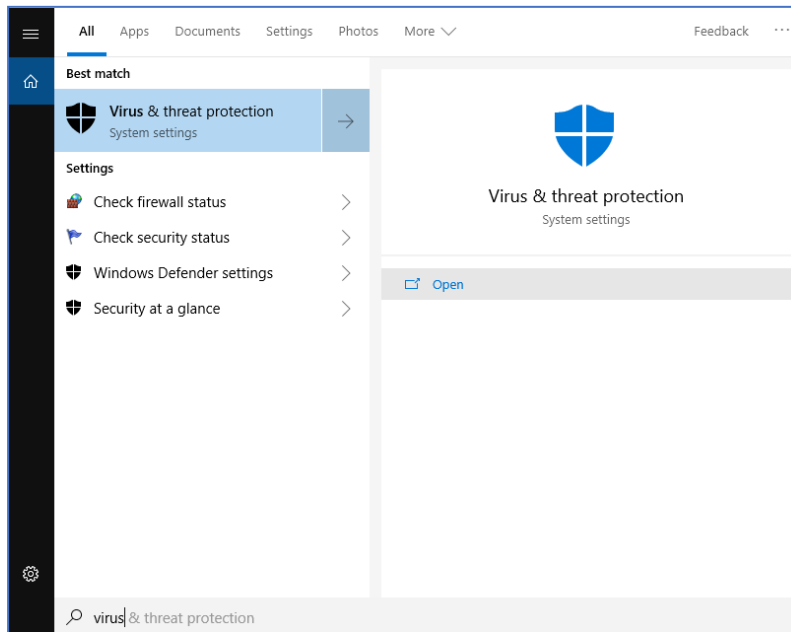 All Apps Documents Settings Photos More Feedback ...
Best match
Virus & threat protection
System settings
Settings
Check firewall status
Check security status
Windows Defender settings
Security at a glance
Virus & threat protection
System settings
Open
virus & threat protection